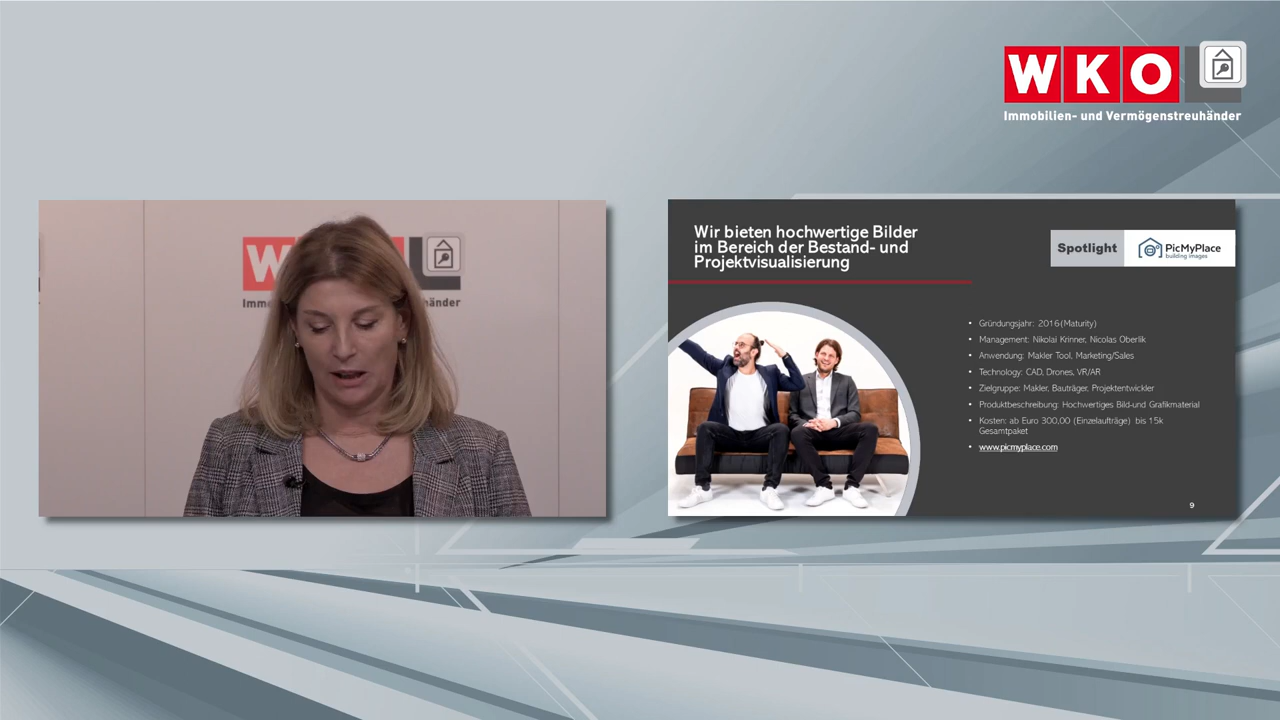 WKO
Immobilien- und Vermögenstreuhänder
W
Immo
händer
Wir bieten hochwertige Bilder
im Bereich der Bestand- und
Projektvisualisierung
Spotlight
PicMyPlace
building images
• Gründungsjahr: 2016 (Maturity)
• Management: Nikolai Krinner, Nicolas Oberlik
• Anwendung: Makler Tool, Marketing/Sales
• Technology: CAD, Drones, VR/AR
• Zielgruppe: Makler, Bauträger, Projektentwickler
• Produktbeschreibung: Hochwertiges Bild-und Grafikmaterial
• Kosten: ab Euro 300,00 (Einzelaufträge) bis 15k
Gesamtpaket
• www.picmyplace.com
9